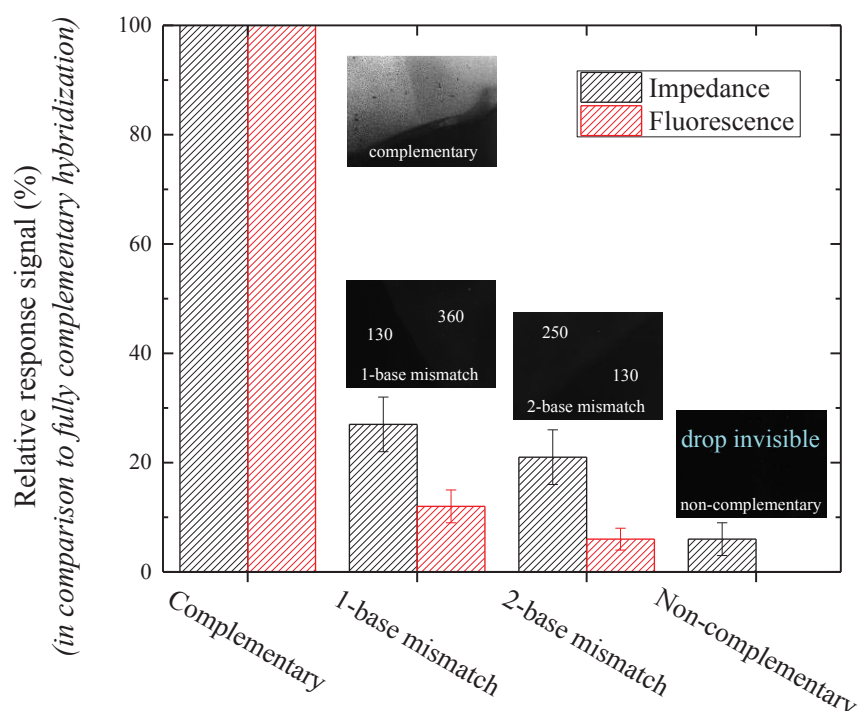 Relative response signal (%)
(in comparison to fully complementary hybridization)
100
80
60
40
20
0
Impedance
Fluorescence
complementary
130
360
1-base mismatch
250
130
2-base mismatch
drop invisible
non-complementary
Complementary
1-base mismatch
2-base mismatch
Non-complementary